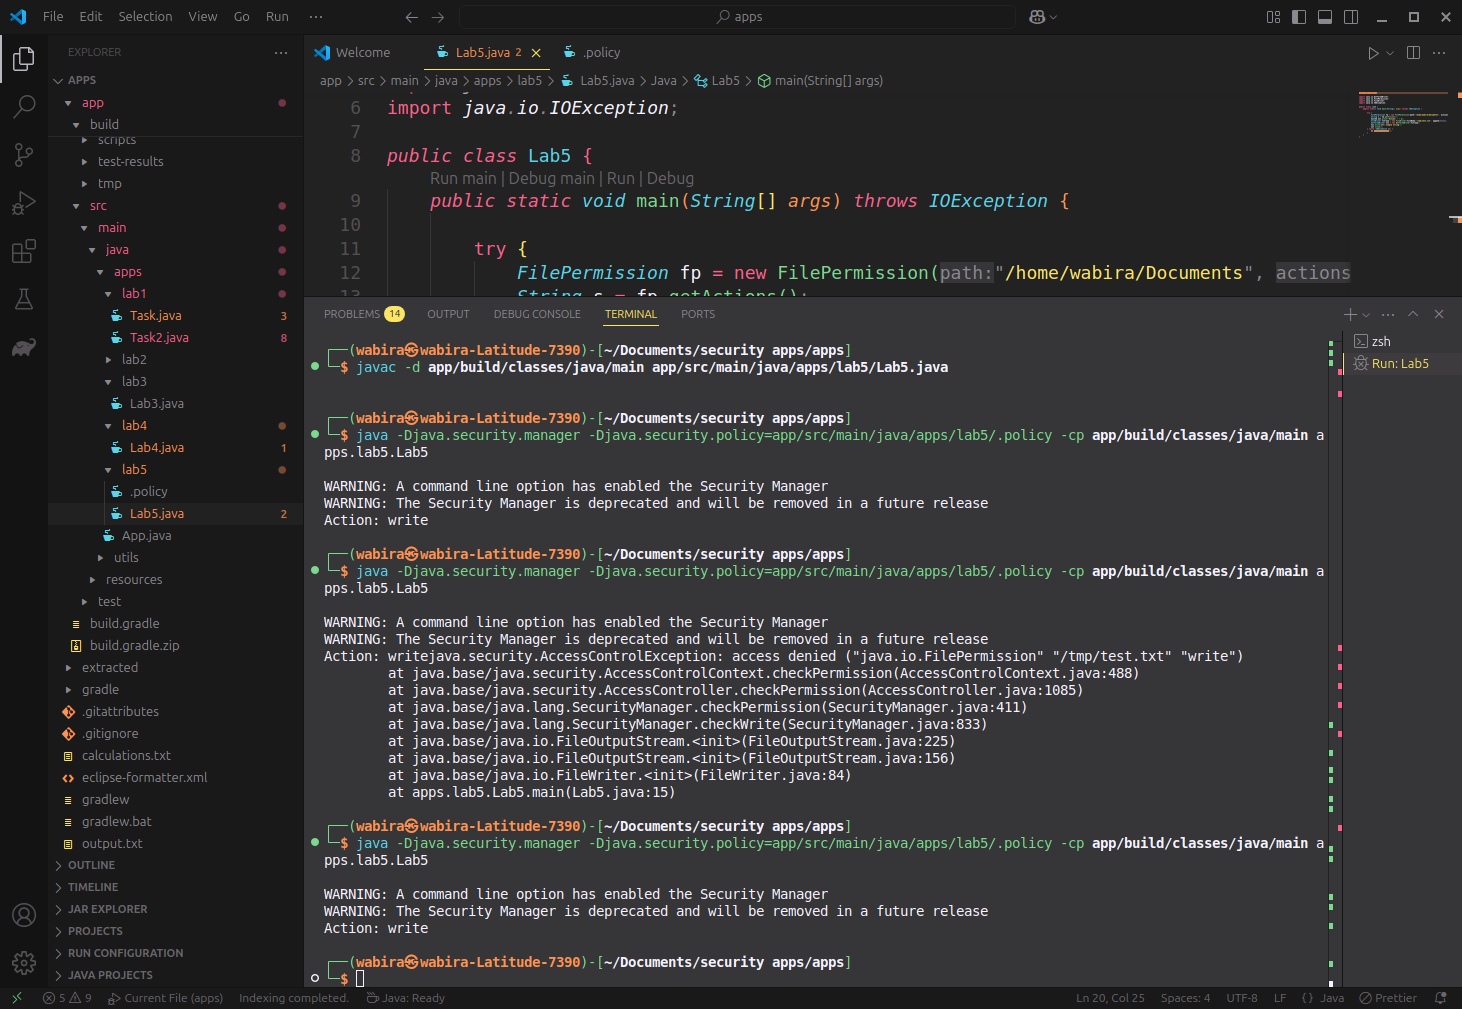 File Edit Selection View Go Run ···
apps
EXPLORER
APPS
app
build
scripts
test-results
tmp
src
main
java
apps
lab1
Task.java 3
Task2.java 8
lab2
lab3
Lab3.java
lab4
Lab4.java 1
lab5
.policy
Lab5.java 2
App.java
utils
resources
test
build.gradle
build.gradle.zip
extracted
gradle
.gitattributes
.gitignore
calculations.txt
eclipse-formatter.xml
gradlew
gradlew.bat
output.txt
OUTLINE
TIMELINE
JAR EXPLORER
PROJECTS
RUN CONFIGURATION
JAVA PROJECTS
Welcome Lab5.java 2 .policy
app > src > main > java > apps > lab5 > Lab5.java > Java > Lab5 > main(String[] args)
6 import java.io.IOException;
7
8 public class Lab5 {
Run main | Debug main | Run | Debug
9 public static void main(String[] args) throws IOException {
10
11 try {
12 FilePermission fp = new FilePermission(path:"/home/wabira/Documents", actions
13 String s = fp.getActions();
PROBLEMS 14 OUTPUT DEBUG CONSOLE TERMINAL PORTS
zsh
Run: Lab5
┌──(wabira㉿wabira-Latitude-7390)-[~/Documents/security apps/apps]
└─$ javac -d app/build/classes/java/main app/src/main/java/apps/lab5/Lab5.java
┌──(wabira㉿wabira-Latitude-7390)-[~/Documents/security apps/apps]
└─$ java -Djava.security.manager -Djava.security.policy=app/src/main/java/apps/lab5/.policy -cp app/build/classes/java/main a
pps.lab5.Lab5
WARNING: A command line option has enabled the Security Manager
WARNING: The Security Manager is deprecated and will be removed in a future release
Action: write
┌──(wabira㉿wabira-Latitude-7390)-[~/Documents/security apps/apps]
└─$ java -Djava.security.manager -Djava.security.policy=app/src/main/java/apps/lab5/.policy -cp app/build/classes/java/main a
pps.lab5.Lab5
WARNING: A command line option has enabled the Security Manager
WARNING: The Security Manager is deprecated and will be removed in a future release
Action: writejava.security.AccessControlException: access denied ("java.io.FilePermission" "/tmp/test.txt" "write")
at java.base/java.security.AccessControlContext.checkPermission(AccessControlContext.java:488)
at java.base/java.security.AccessController.checkPermission(AccessController.java:1085)
at java.base/java.lang.SecurityManager.checkPermission(SecurityManager.java:411)
at java.base/java.lang.SecurityManager.checkWrite(SecurityManager.java:833)
at java.base/java.io.FileOutputStream.<init>(FileOutputStream.java:225)
at java.base/java.io.FileOutputStream.<init>(FileOutputStream.java:156)
at java.base/java.io.FileWriter.<init>(FileWriter.java:84)
at apps.lab5.Lab5.main(Lab5.java:15)
┌──(wabira㉿wabira-Latitude-7390)-[~/Documents/security apps/apps]
└─$ java -Djava.security.manager -Djava.security.policy=app/src/main/java/apps/lab5/.policy -cp app/build/classes/java/main a
pps.lab5.Lab5
WARNING: A command line option has enabled the Security Manager
WARNING: The Security Manager is deprecated and will be removed in a future release
Action: write
┌──(wabira㉿wabira-Latitude-7390)-[~/Documents/security apps/apps]
└─$
5 9 Current File (apps) Indexing completed. Java: Ready Ln 20, Col 25 Spaces: 4 UTF-8 LF {} Java Prettier